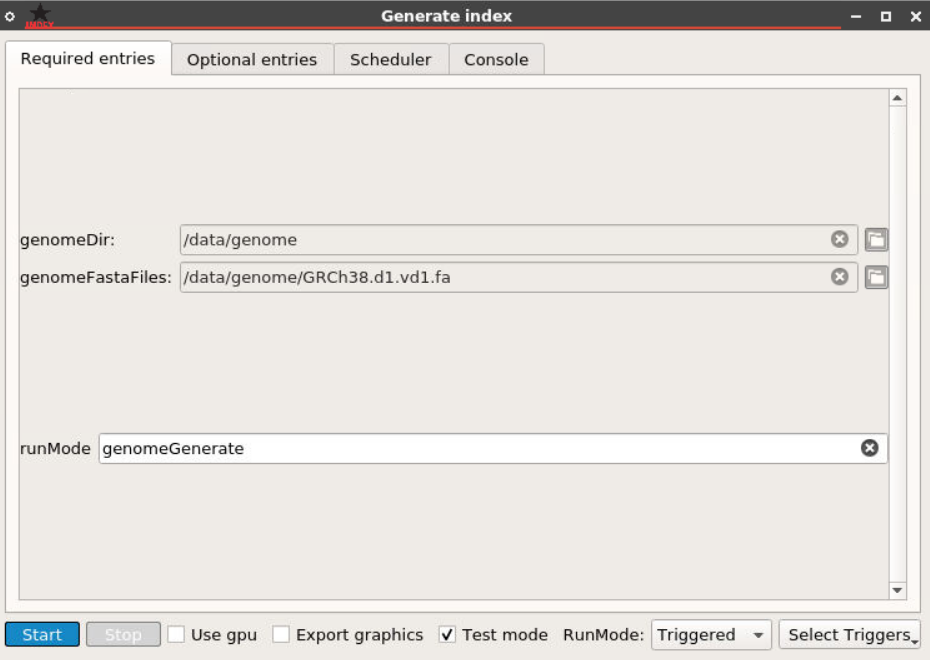 Generate index
Required entries
Optional entries
Scheduler
Console
genomeDir: /data/genome
genomeFastaFiles: /data/genome/GRCh38.d1.vd1.fa
runMode genomeGenerate
Start Stop Use gpu Export graphics Test mode RunMode: Triggered Select Triggers